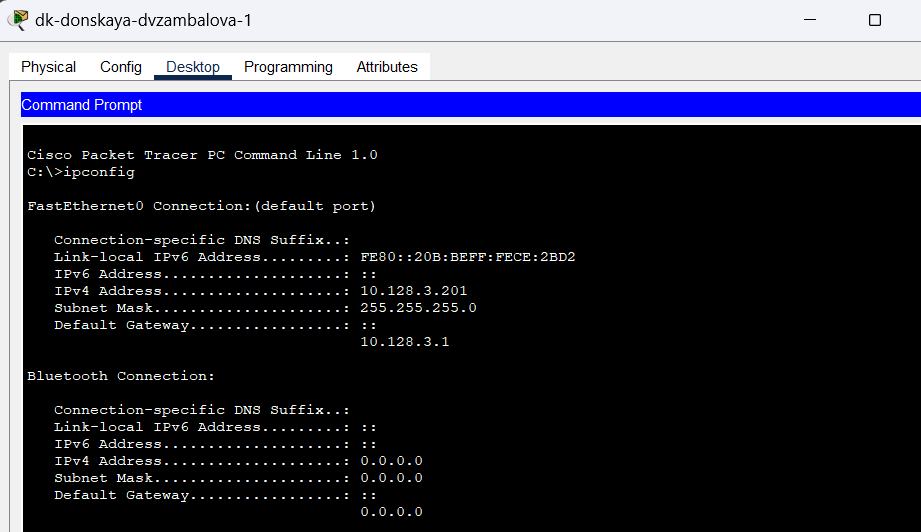 dk-donskaya-dvzambalova-1
Physical Config Desktop Programming Attributes
Command Prompt
Cisco Packet Tracer PC Command Line 1.0
C:\>ipconfig
FastEthernet0 Connection:(default port)
Connection-specific DNS Suffix..:
Link-local IPv6 Address.........: FE80::20B:BEFF:FECE:2BD2
IPv6 Address....................: ::
IPv4 Address....................: 10.128.3.201
Subnet Mask.....................: 255.255.255.0
Default Gateway.................: ::
10.128.3.1
Bluetooth Connection:
Connection-specific DNS Suffix..:
Link-local IPv6 Address.........: ::
IPv6 Address....................: ::
IPv4 Address....................: 0.0.0.0
Subnet Mask.....................: 0.0.0.0
Default Gateway.................: ::
0.0.0.0